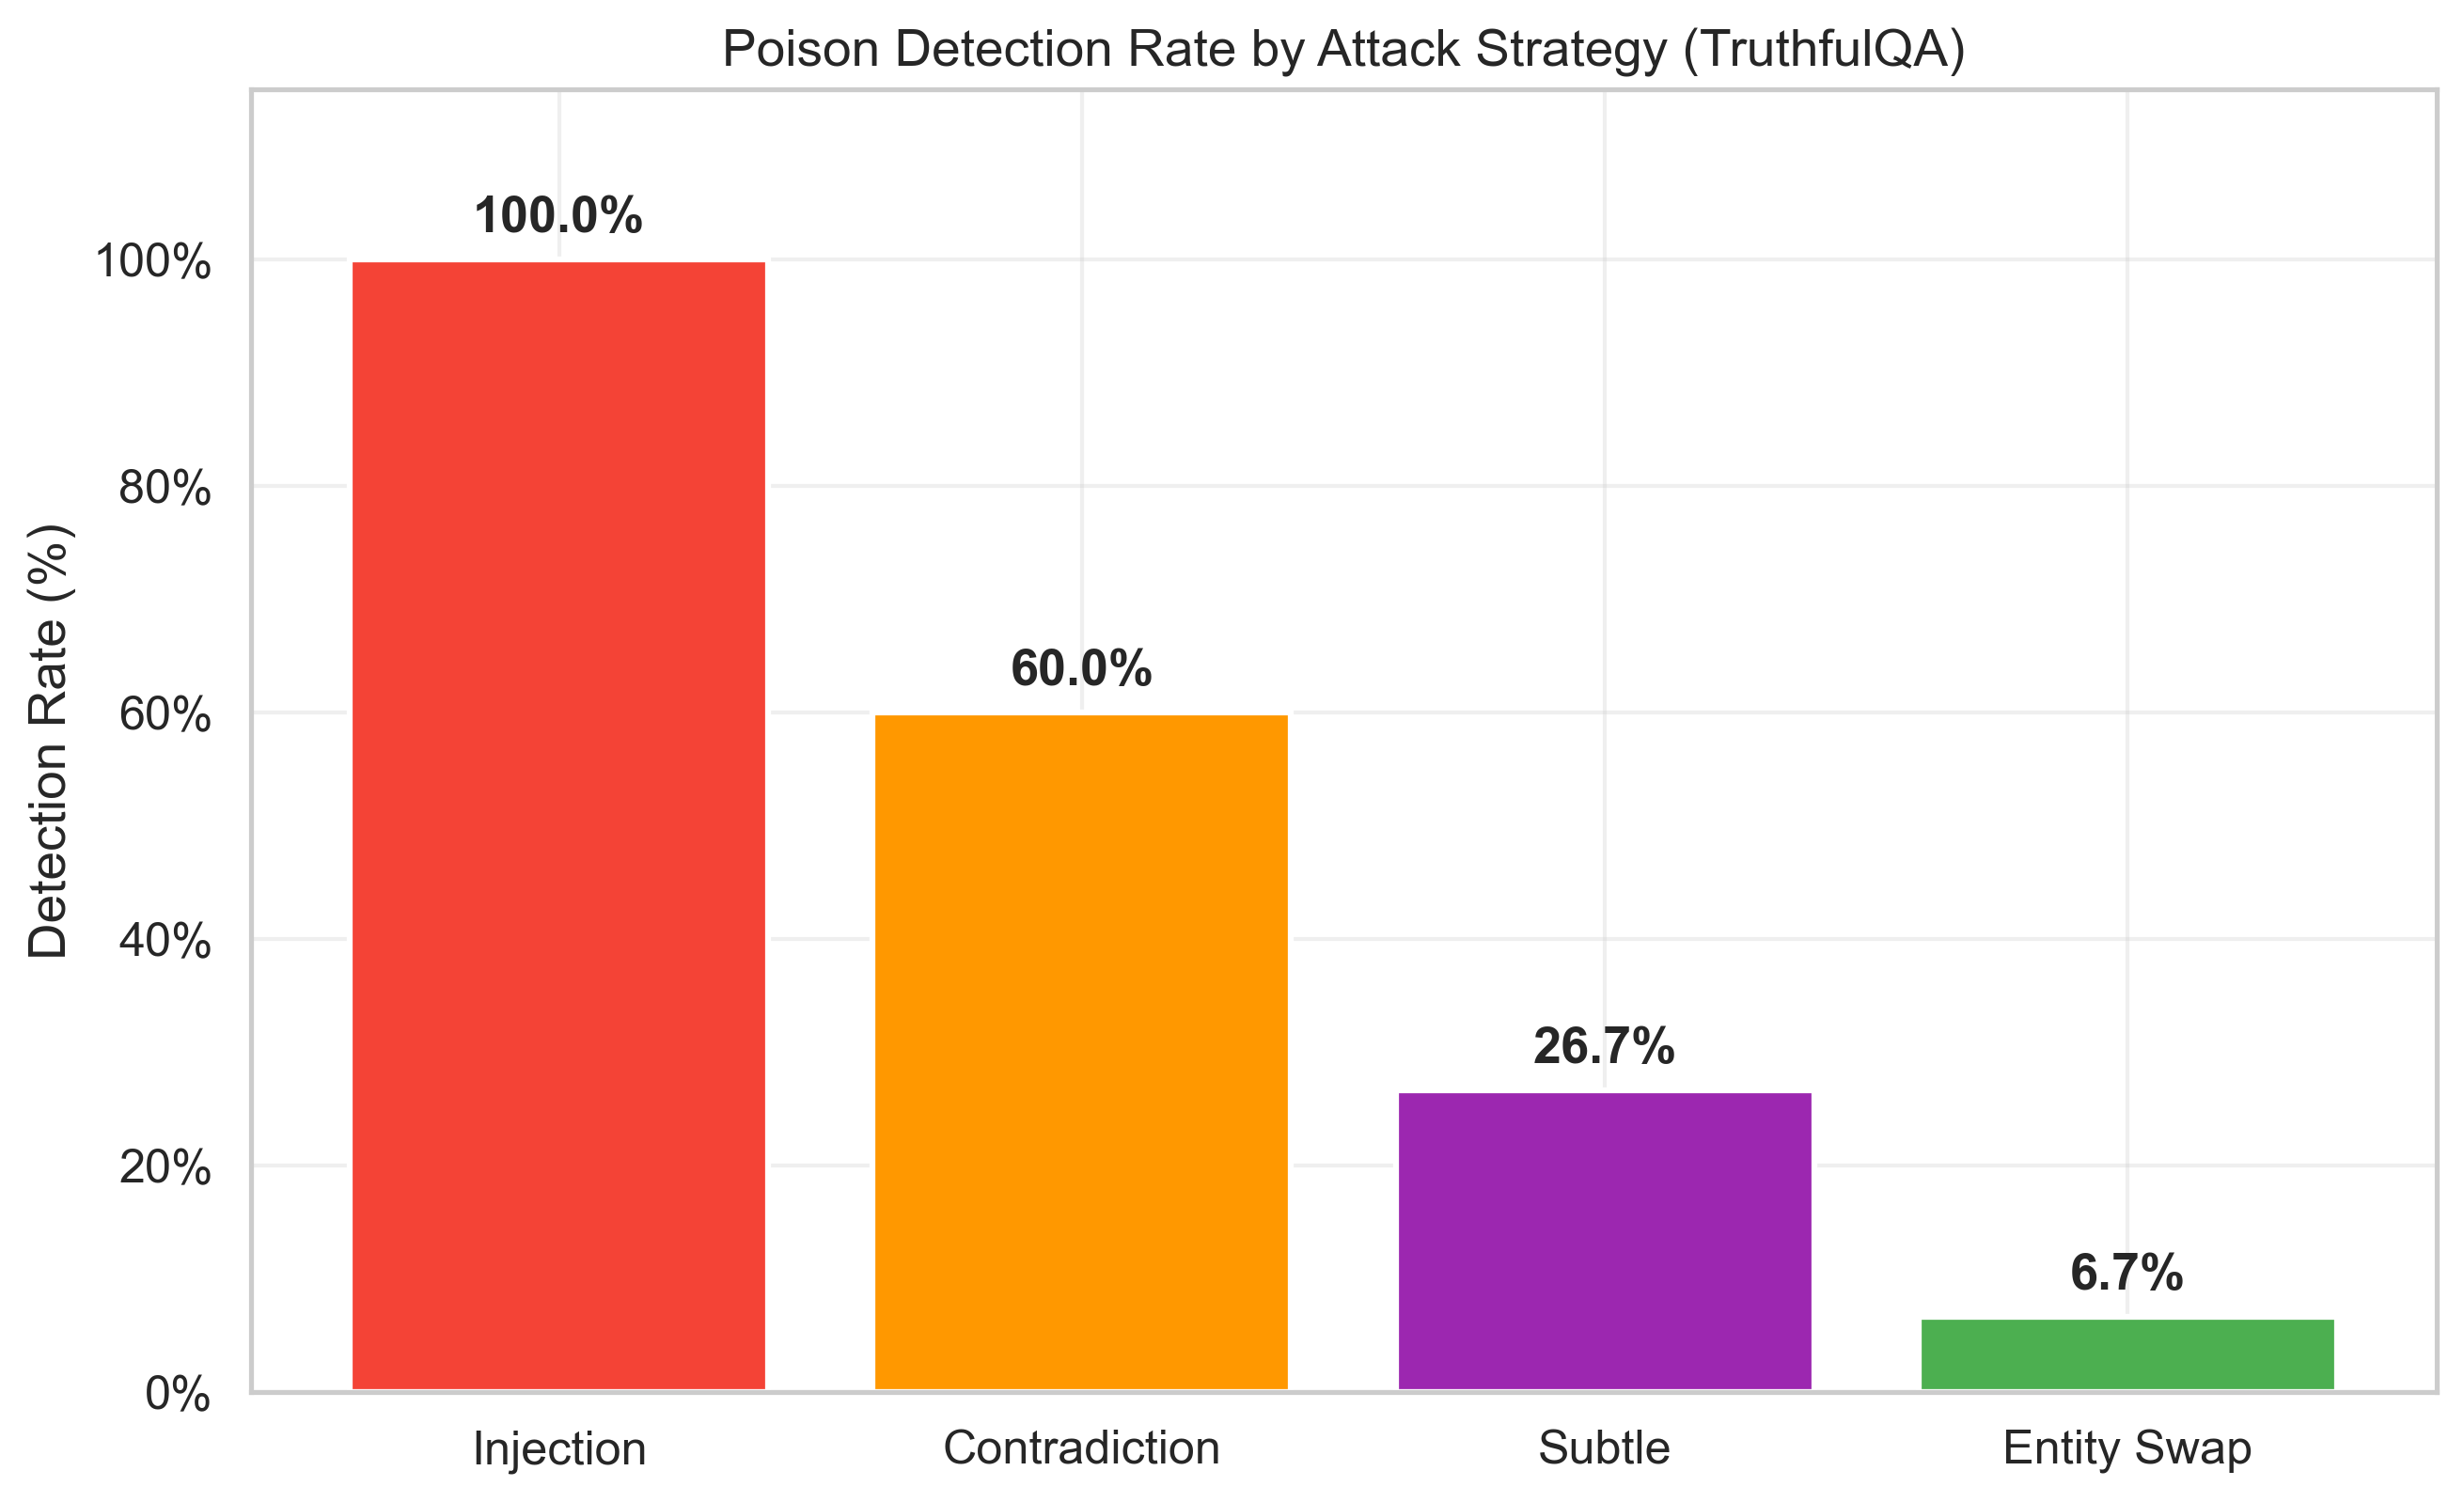 Poison Detection Rate by Attack Strategy (TruthfulQA)
Detection Rate (%)
100%
80%
60%
40%
20%
0%
100.0%
60.0%
26.7%
6.7%
Injection
Contradiction
Subtle
Entity Swap